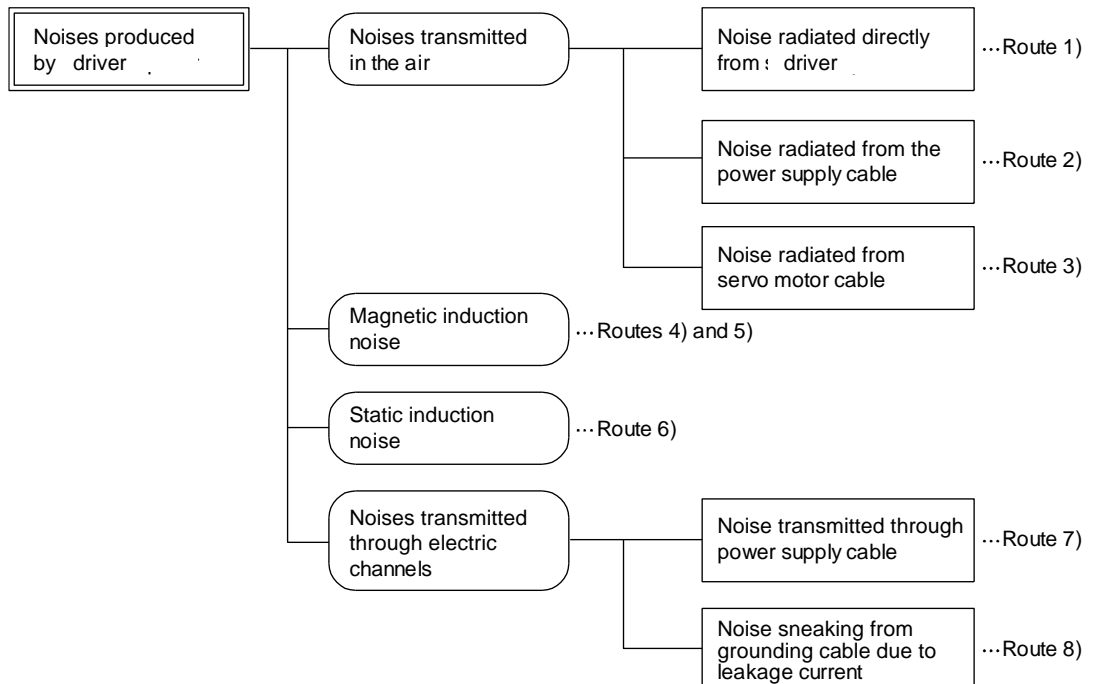 Noises produced
by driver
Noises transmitted
in the air
Noise radiated directly
from driver
…Route 1)
Noise radiated from the
power supply cable
…Route 2)
Noise radiated from
servo motor cable
…Route 3)
Magnetic induction
noise
…Routes 4) and 5)
Static induction
noise
…Route 6)
Noises transmitted
through electric
channels
Noise transmitted through
power supply cable
…Route 7)
Noise sneaking from
grounding cable due to
leakage current
…Route 8)